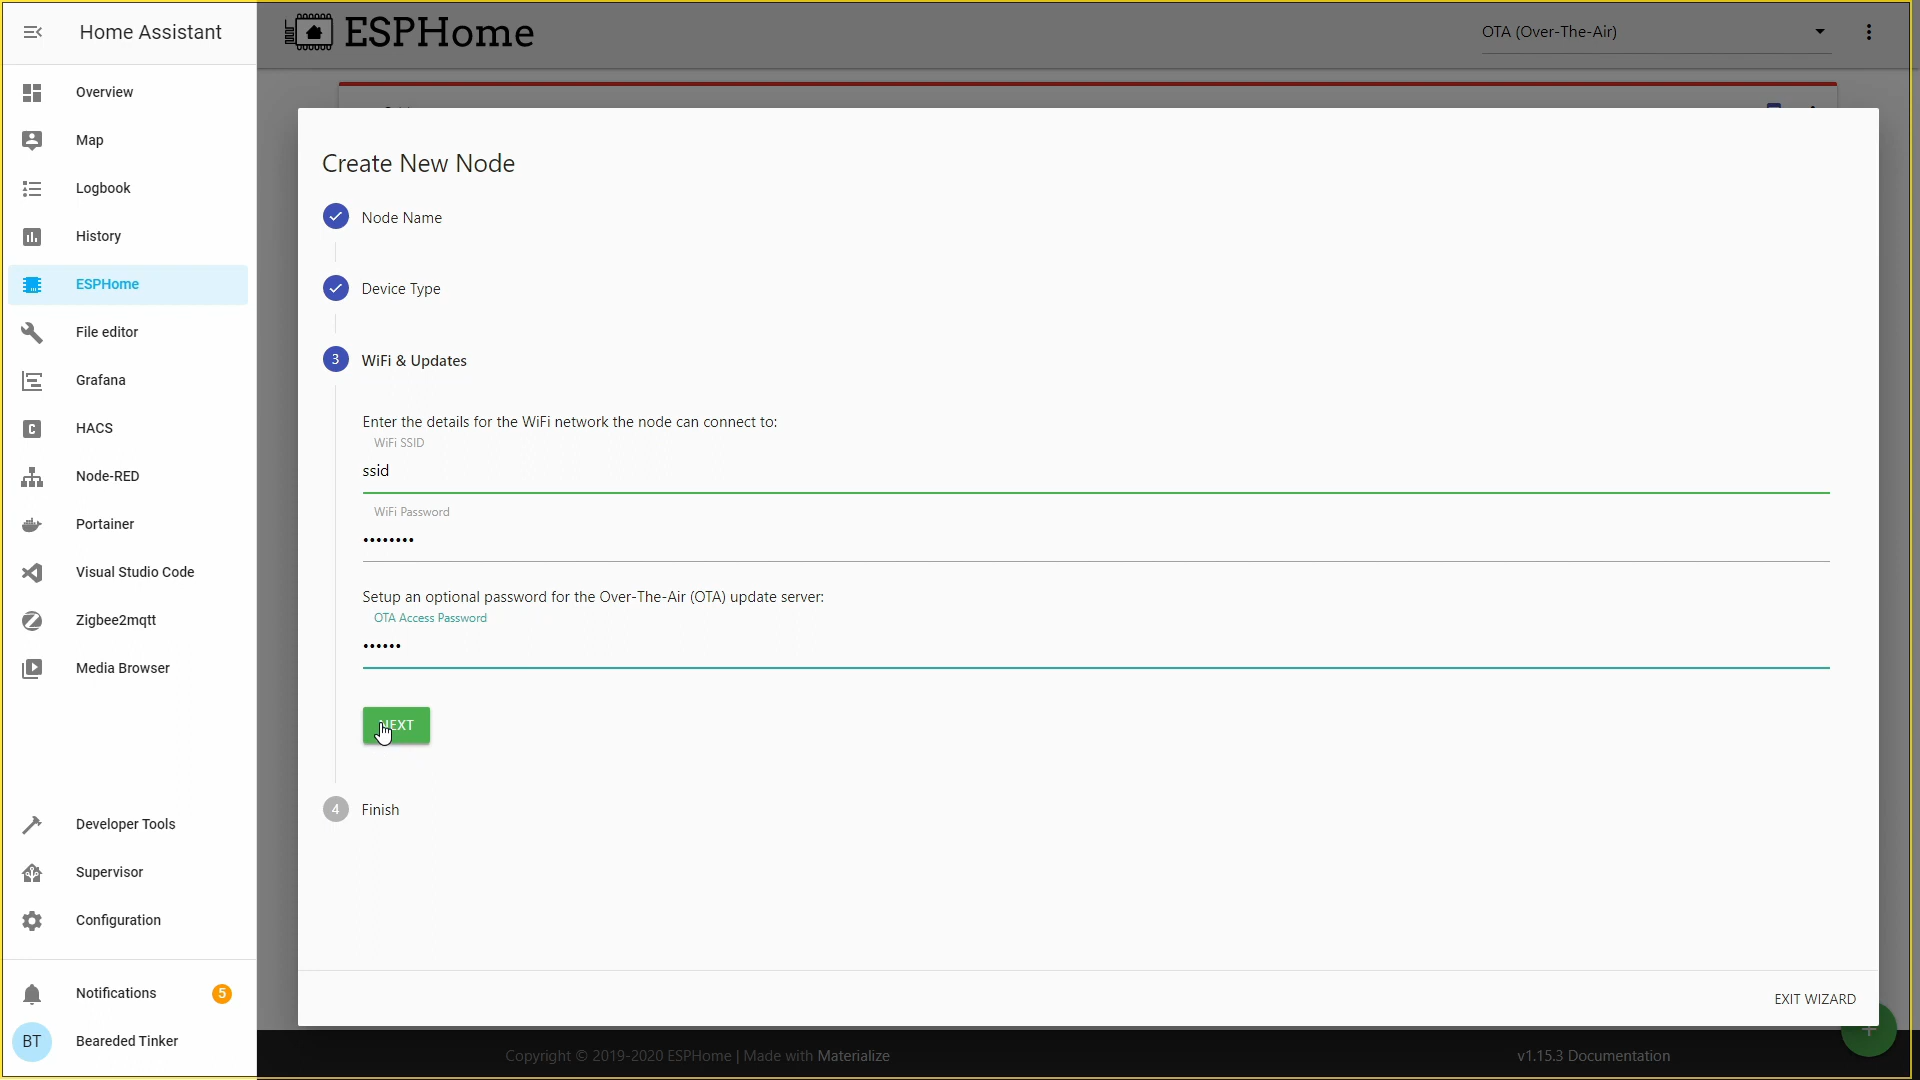 Home Assistant
ESPHome
OTA (Over-The-Air)
Overview
Map
Logbook
History
ESPHome
File editor
Grafana
C
HACS
Node-RED
Portainer
Visual Studio Code
Zigbee2mqtt
Media Browser
Developer Tools
Supervisor
Configuration
Notifications
5
BT
Beareded Tinker
Create New Node
Node Name
Device Type
3
WiFi & Updates
Enter the details for the WiFi network the node can connect to:
WiFi SSID
ssid
WiFi Password
••••••••
Setup an optional password for the Over-The-Air (OTA) update server:
OTA Access Password
••••••
NEXT
4
Finish
EXIT WIZARD
Copyright © 2019-2020 ESPHome | Made with Materialize
v1.15.3 Documentation